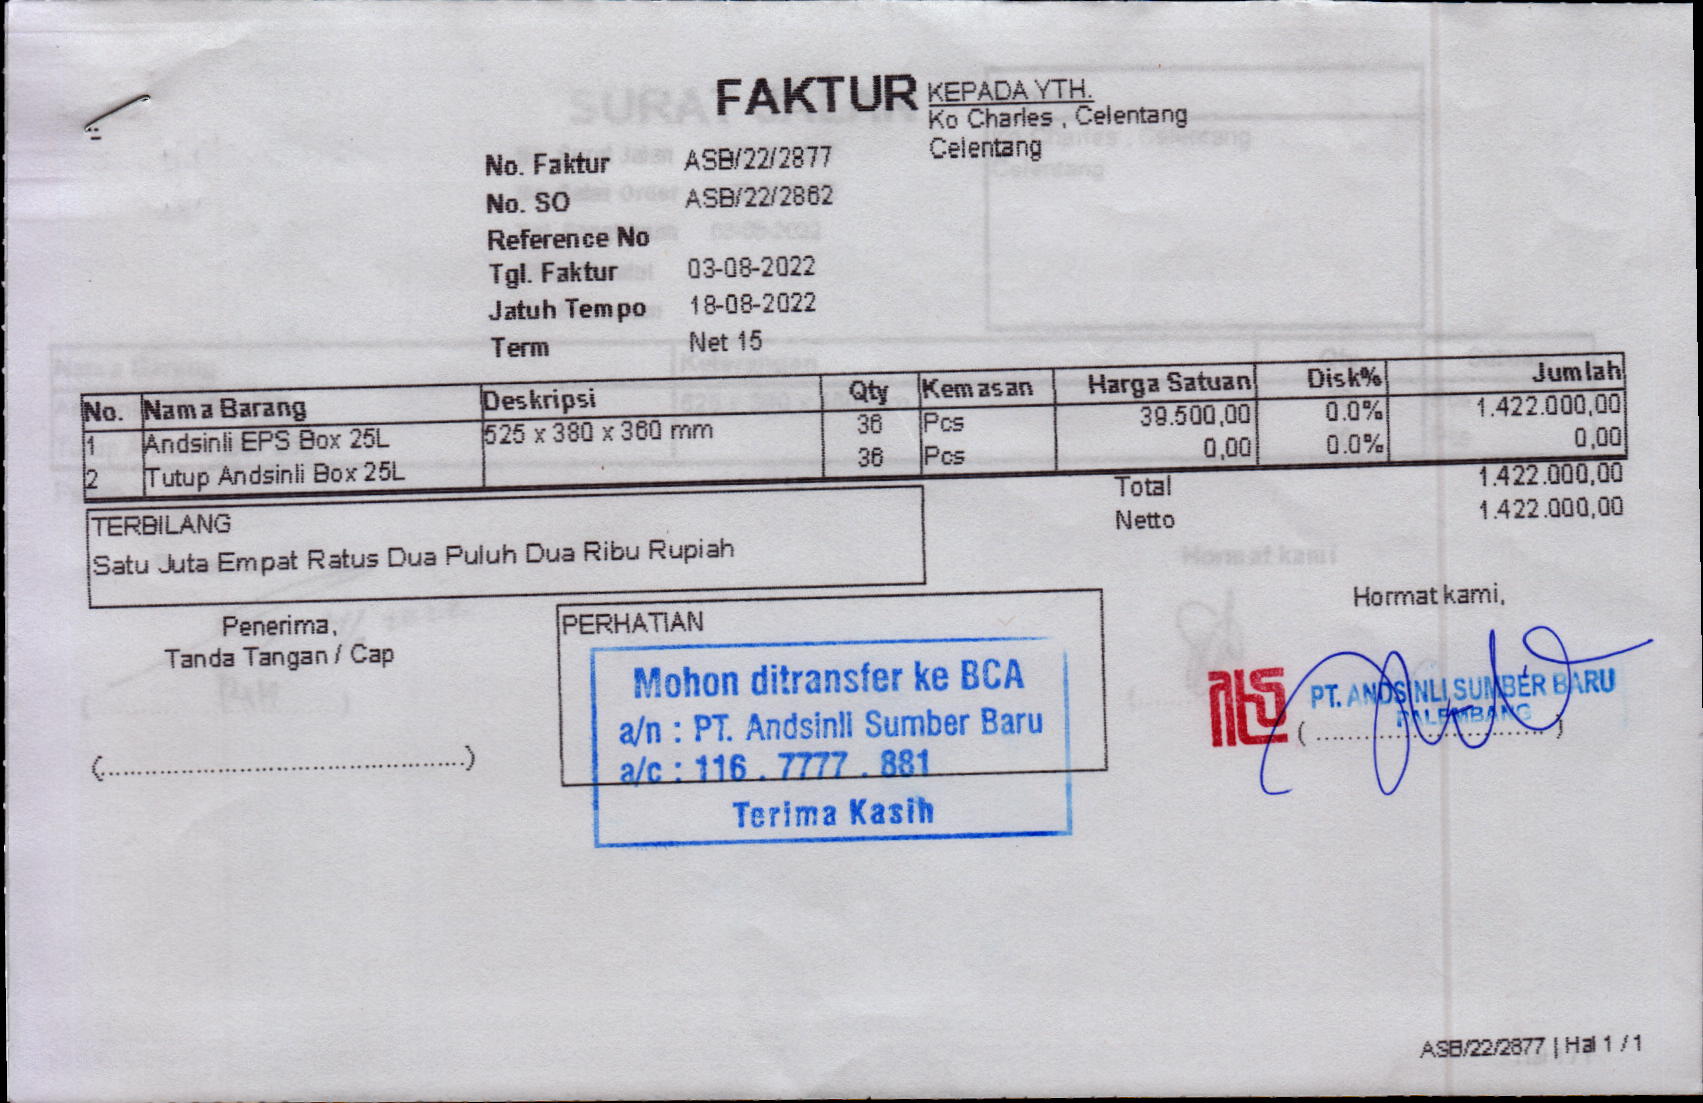 FAKTUR
KEPADA YTH.
Ko Charles , Celentang
Celentang
No. Faktur ASB/22/2877
No. SO ASB/22/2862
Reference No
Tgl. Faktur 03-08-2022
Jatuh Tempo 18-08-2022
Term Net 15
No. Nama Barang Deskripsi Qty Kemasan Harga Satuan Disk% Jumlah
1 Andsinli EPS Box 25L 525 x 380 x 360 mm 36 Pcs 39.500,00 0.0% 1.422.000,00
2 Tutup Andsinli Box 25L 36 Pcs 0,00 0.0% 0,00
Total 1.422.000,00
Netto 1.422.000,00
TERBILANG
Satu Juta Empat Ratus Dua Puluh Dua Ribu Rupiah
Penerima,
Tanda Tangan / Cap
(................................................)
PERHATIAN
Mohon ditransfer ke BCA
a/n : PT. Andsinli Sumber Baru
a/c : 116 . 7777 . 881
Terima Kasih
Hormat kami,
PT. ANDSINLI SUMBER BARU
PALEMBANG
(................................)
ASB/22/2877 | Hal 1 / 1